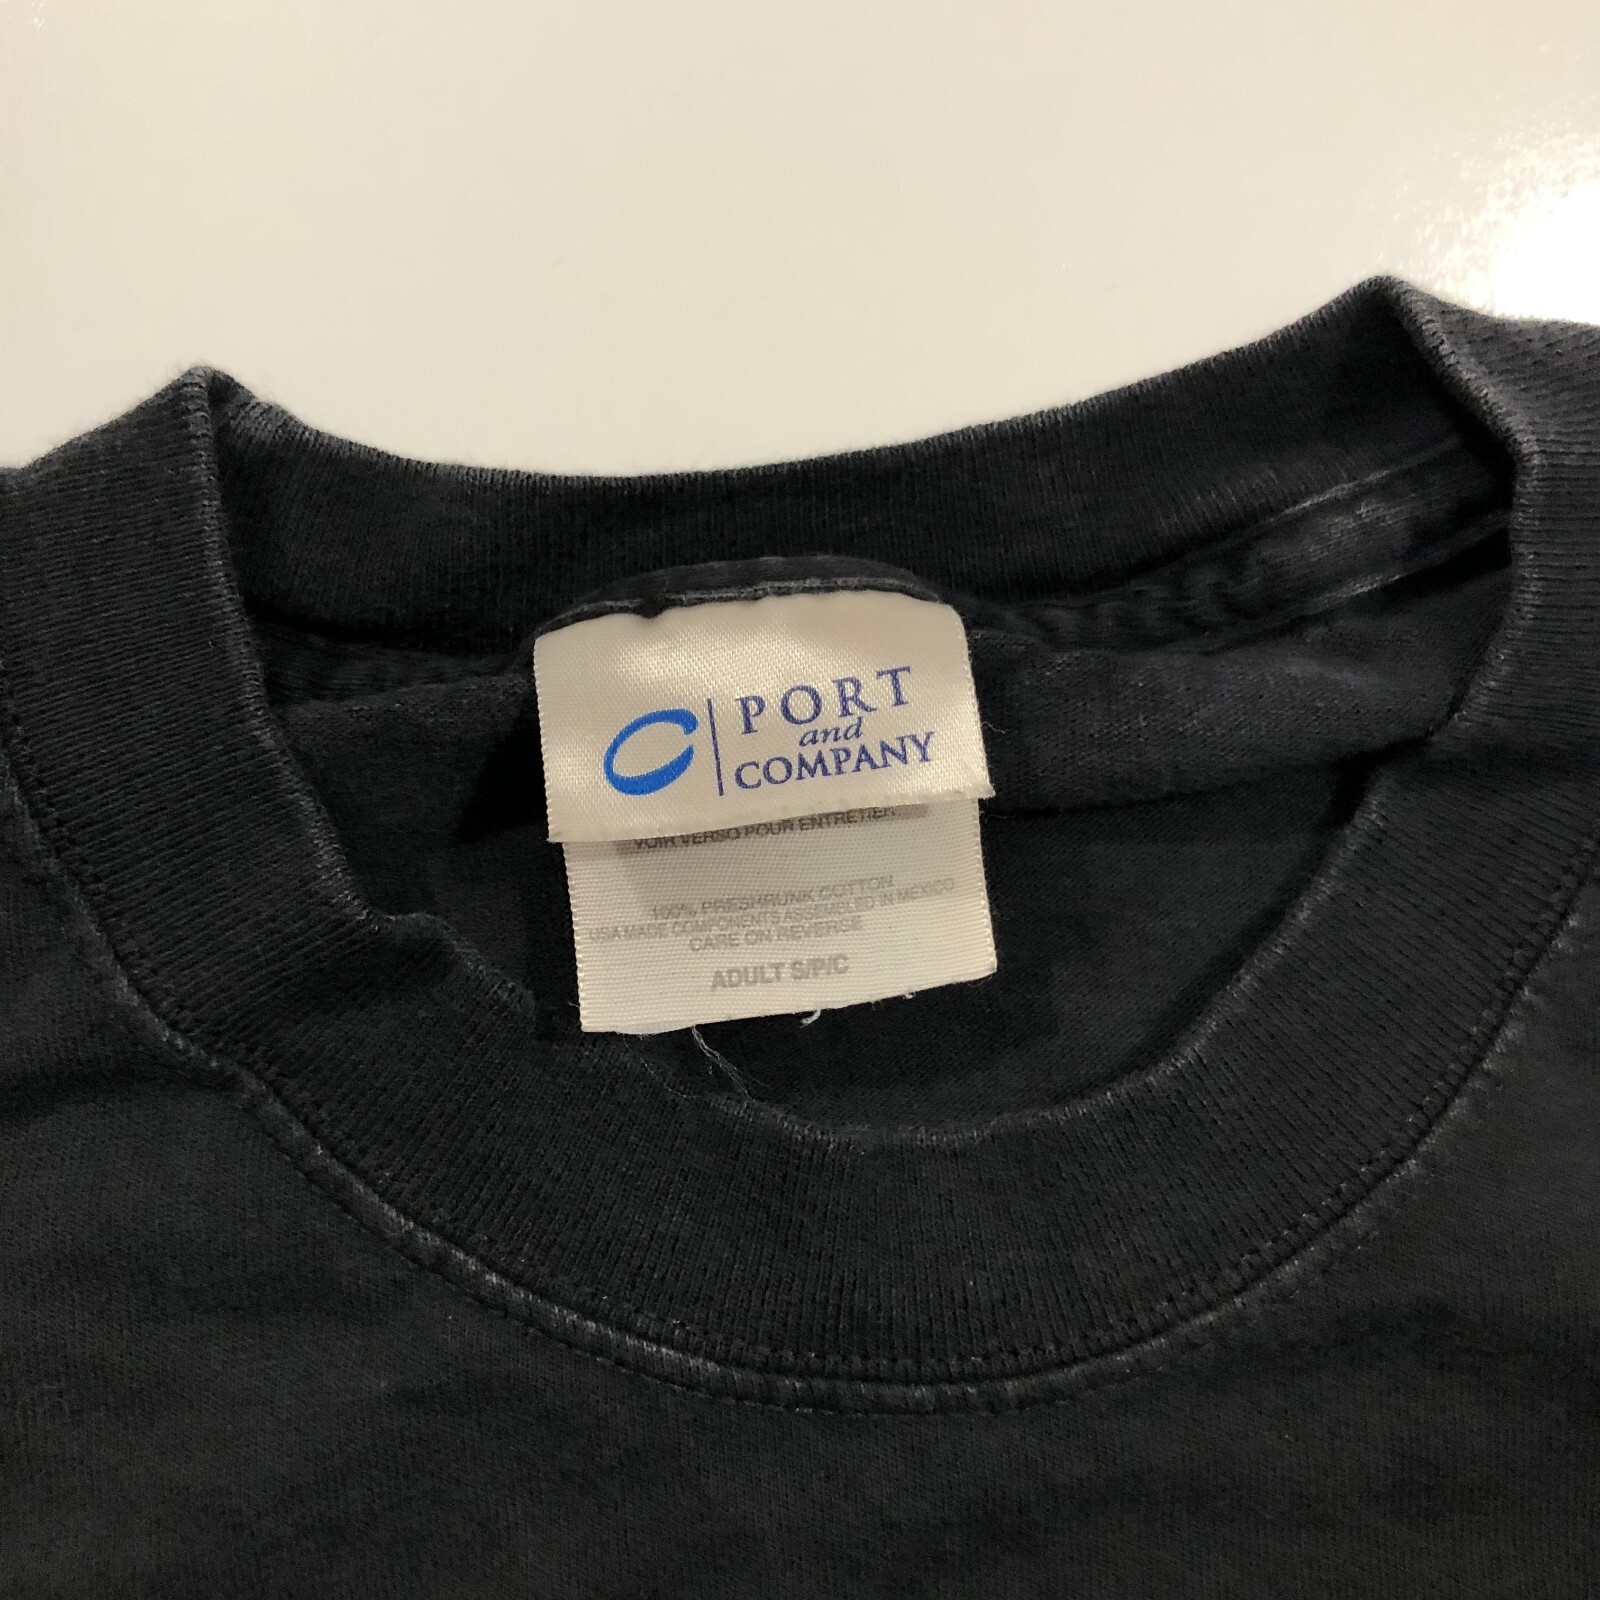 PORT
and
COMPANY
VOIR VERSO POUR ENTRETIEN
100% PRESHRUNK COTTON
USA MADE COMPONENTS ASSEMBLED IN MEXICO
CARE ON REVERSE
ADULT S/P/C